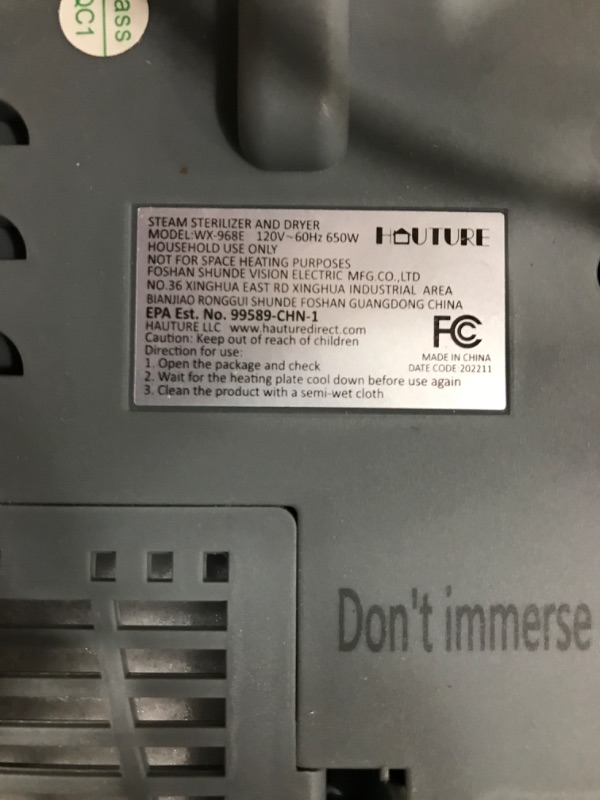 ass
QC1
STEAM STERILIZER AND DRYER
MODEL:WX-968E 120V~60Hz 650W
HAUTURE
HOUSEHOLD USE ONLY
NOT FOR SPACE HEATING PURPOSES
FOSHAN SHUNDE VISION ELECTRIC MFG.CO.,LTD
NO.36 XINGHUA EAST RD XINGHUA INDUSTRIAL AREA
BIANJIAO RONGGUI SHUNDE FOSHAN GUANGDONG CHINA
EPA Est. No. 99589-CHN-1
HAUTURE LLC www.hauturedirect.com
FC
Caution: Keep out of reach of children
MADE IN CHINA
Direction for use:
DATE CODE:202211
1. Open the package and check
2. Wait for the heating plate cool down before use again
3. Clean the product with a semi-wet cloth
Don't immerse